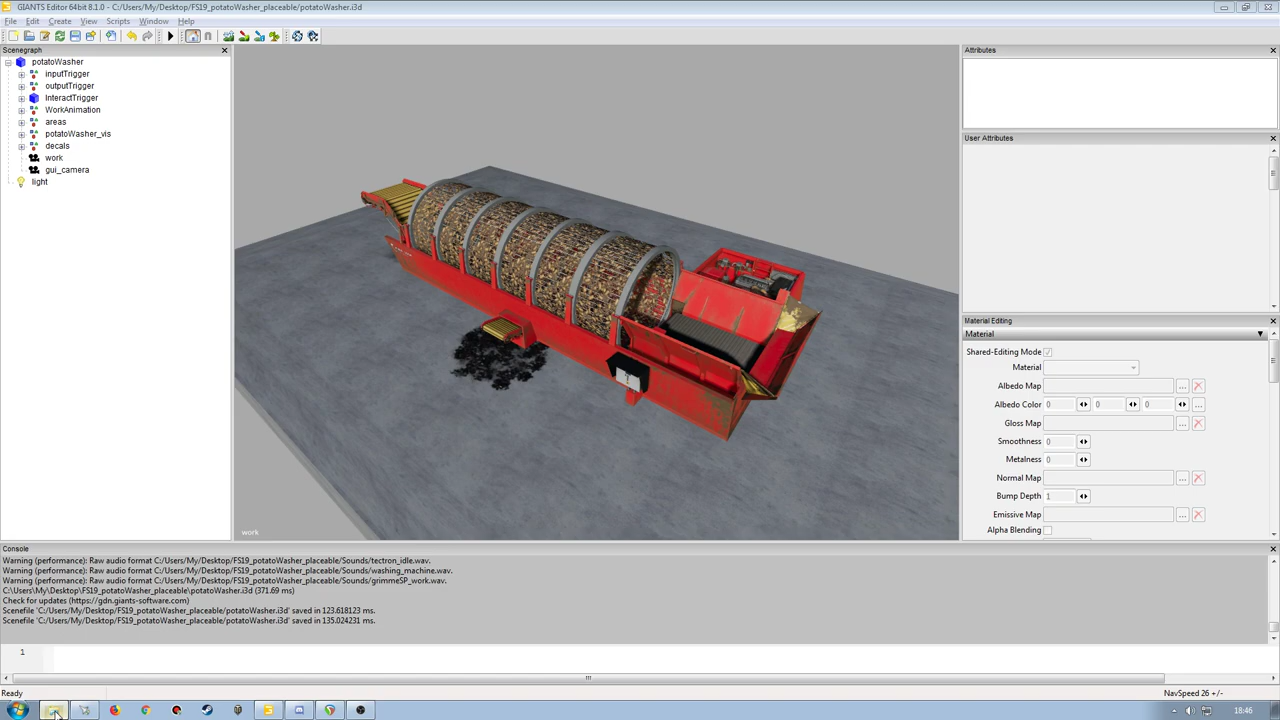 GIANTS Editor 64bit 8.1.0 - C:/Users/My/Desktop/FS19_potatoWasher_placeable/potatoWasher.i3d
File Edit Create View Scripts Window Help
Scenegraph
potatoWasher
inputTrigger
outputTrigger
InteractTrigger
WorkAnimation
areas
potatoWasher_vis
decals
work
gui_camera
light
work
Attributes
User Attributes
Material Editing
Material
Shared-Editing Mode
Material
Albedo Map ...
Albedo Color 0 0 0 ...
Gloss Map ...
Smoothness 0
Metalness 0
Normal Map ...
Bump Depth 1
Emissive Map ...
Alpha Blending
Console
Warning (performance): Raw audio format C:/Users/My/Desktop/FS19_potatoWasher_placeable/Sounds/tectron_idle.wav.
Warning (performance): Raw audio format C:/Users/My/Desktop/FS19_potatoWasher_placeable/Sounds/washing_machine.wav.
Warning (performance): Raw audio format C:/Users/My/Desktop/FS19_potatoWasher_placeable/Sounds/grimmeSP_work.wav.
C:\Users\My\Desktop\FS19_potatoWasher_placeable\potatoWasher.i3d (371.69 ms)
Check for updates (https://gdn.giants-software.com)
Scenefile 'C:/Users/My/Desktop/FS19_potatoWasher_placeable/potatoWasher.i3d' saved in 123.618123 ms.
Scenefile 'C:/Users/My/Desktop/FS19_potatoWasher_placeable/potatoWasher.i3d' saved in 135.024231 ms.
1
Ready
NavSpeed 26 +/-
18:46